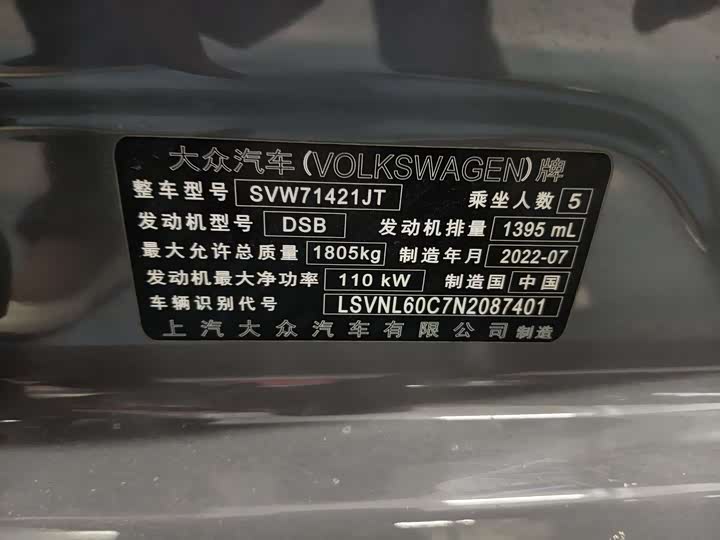 大众汽车(VOLKSWAGEN)牌
整车型号 SVW71421JT 乘坐人数 5
发动机型号 DSB 发动机排量 1395 mL
最大允许总质量 1805kg 制造年月 2022-07
发动机最大净功率 110 kW 制造国 中国
车辆识别代号 LSVNL60C7N2087401
上汽大众汽车有限公司 制造